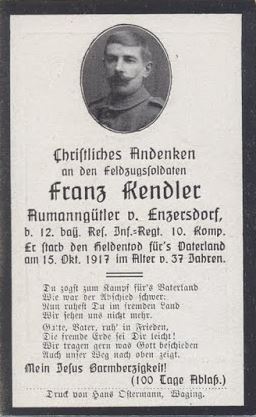 Christliches Andenken
an den Feldzugssoldaten
Franz Kendler
Aumanngütler v. Enzersdorf,
b. 12. bay. Res. Inf.-Regt. 10. Komp.
Er starb den Heldentod für's Vaterland
am 15. Okt. 1917 im Alter v. 37 Jahren.
Du zogst zum Kampf für's Vaterland
Wie war der Abschied schwer:
Nun ruhest Du im fremden Land
Wir sehen uns nicht mehr.
Gatte, Vater, ruh' in Frieden,
Die fremde Erde sei Dir leicht!
Wir tragen gern was Gott beschieden
Auch unser Weg nach oben zeigt.
Mein Jesus Barmherzigkeit!
(100 Tage Ablaß.)
Druck von Hans Ostermann, Waging.